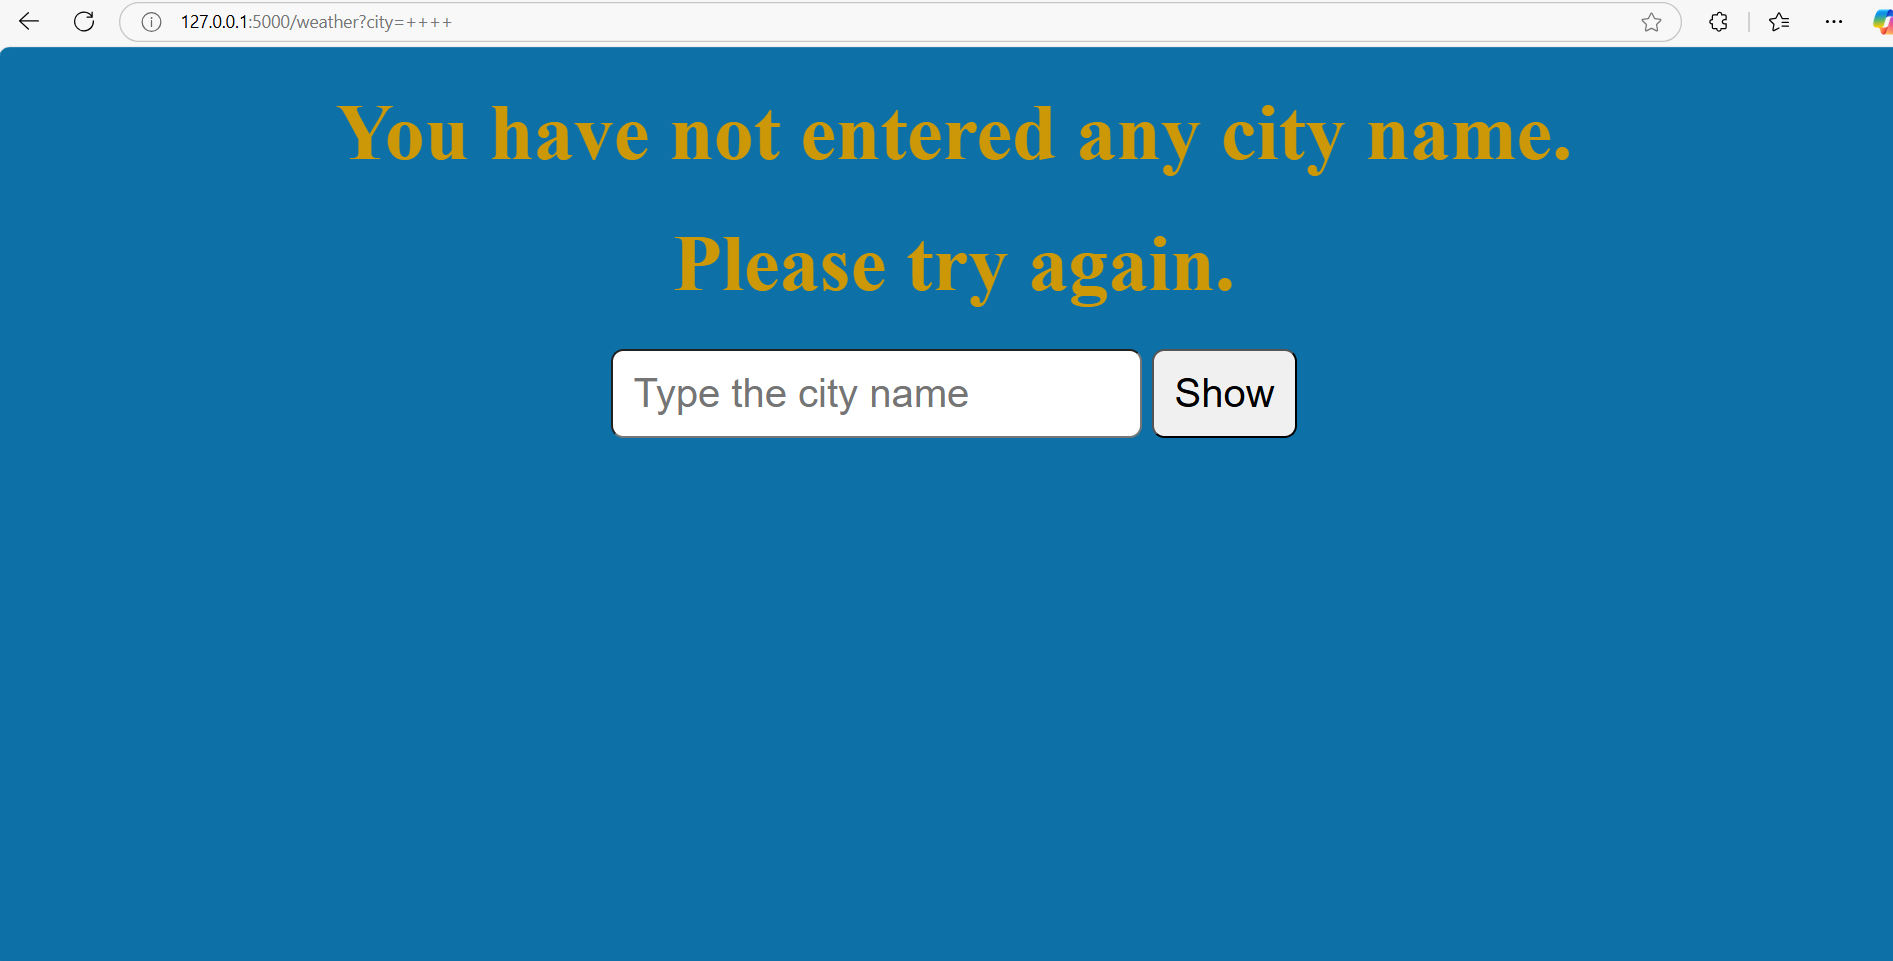 127.0.0.1:5000/weather?city=++++
You have not entered any city name.
Please try again.
Type the city name
Show